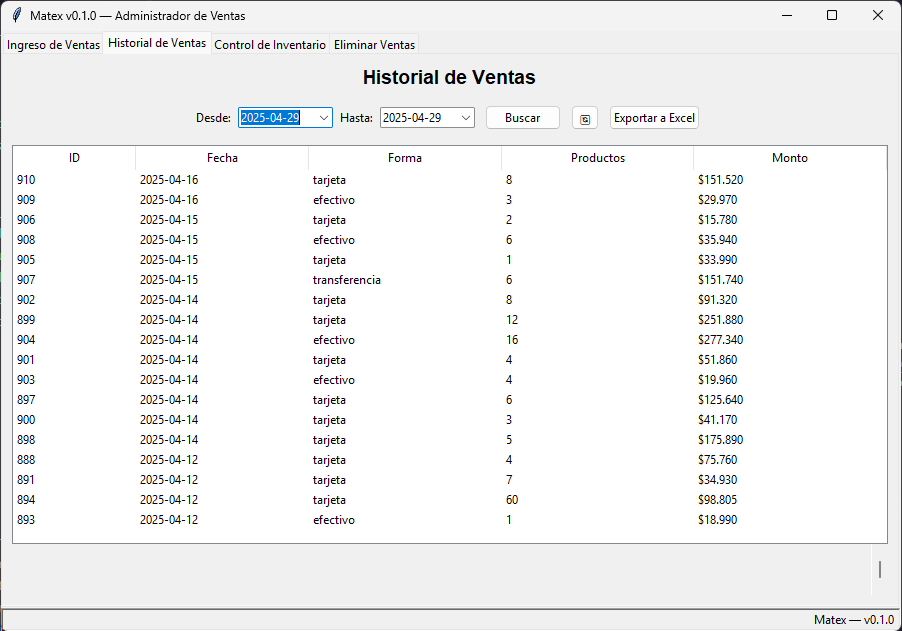 Matex v0.1.0 — Administrador de Ventas
Ingreso de Ventas Historial de Ventas Control de Inventario Eliminar Ventas
Historial de Ventas
Desde: 2025-04-29 Hasta: 2025-04-29 Buscar Exportar a Excel
ID Fecha Forma Productos Monto
910 2025-04-16 tarjeta 8 $151.520
909 2025-04-16 efectivo 3 $29.970
906 2025-04-15 tarjeta 2 $15.780
908 2025-04-15 efectivo 6 $35.940
905 2025-04-15 tarjeta 1 $33.990
907 2025-04-15 transferencia 6 $151.740
902 2025-04-14 tarjeta 8 $91.320
899 2025-04-14 tarjeta 12 $251.880
904 2025-04-14 efectivo 16 $277.340
901 2025-04-14 tarjeta 4 $51.860
903 2025-04-14 efectivo 4 $19.960
897 2025-04-14 tarjeta 6 $125.640
900 2025-04-14 tarjeta 3 $41.170
898 2025-04-14 tarjeta 5 $175.890
888 2025-04-12 tarjeta 4 $75.760
891 2025-04-12 tarjeta 7 $34.930
894 2025-04-12 tarjeta 60 $98.805
893 2025-04-12 efectivo 1 $18.990
Matex — v0.1.0